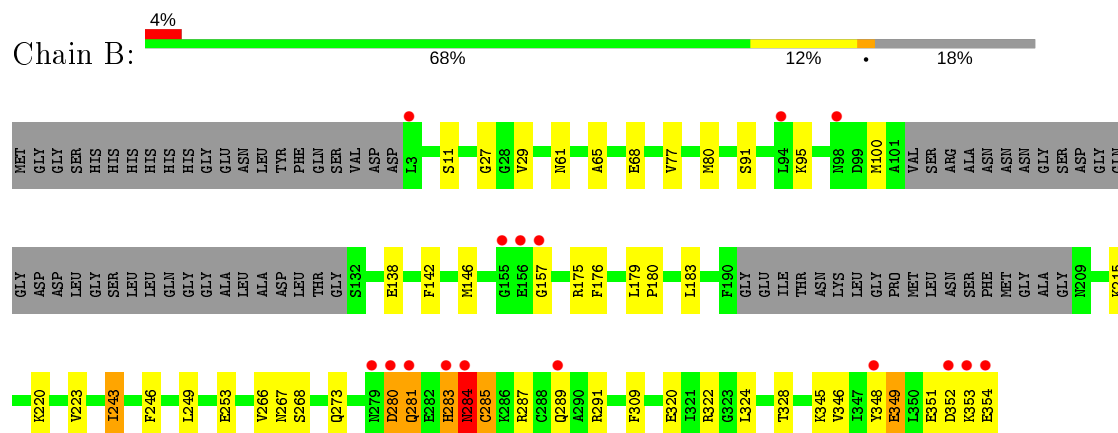 4%
Chain B:
68% 12% • 18%
MET GLY GLY SER HIS HIS HIS HIS HIS HIS GLY GLU ASN LEU TYR PHE GLN SER VAL ASP ASP L3 S11 G27 G28 V29 N61 A65 E68 V77 M80 S91 L94 K95 N98 D99 M100 A101 VAL SER ARG ALA ASN ASN ASN GLY SER ASP GLY GLN
GLY ASP ASP LEU GLY SER LEU LEU GLN GLY GLY ALA LEU ALA ASP LEU THR GLY S132 E138 F142 M146 G155 E156 G157 R175 F176 L179 P180 L183 F190 GLY GLU ILE THR ASN LYS LEU GLY PRO MET LEU ASN SER PHE MET GLY ALA GLY N209 K215
K220 V223 I243 F246 L249 E253 V266 N267 S268 Q273 N279 D280 Q281 E282 H283 N284 C285 K286 R287 C288 Q289 A290 R291 F309 E320 I321 R322 G323 L324 T328 K345 V346 I347 Y348 E349 L350 E351 D352 K353 E354